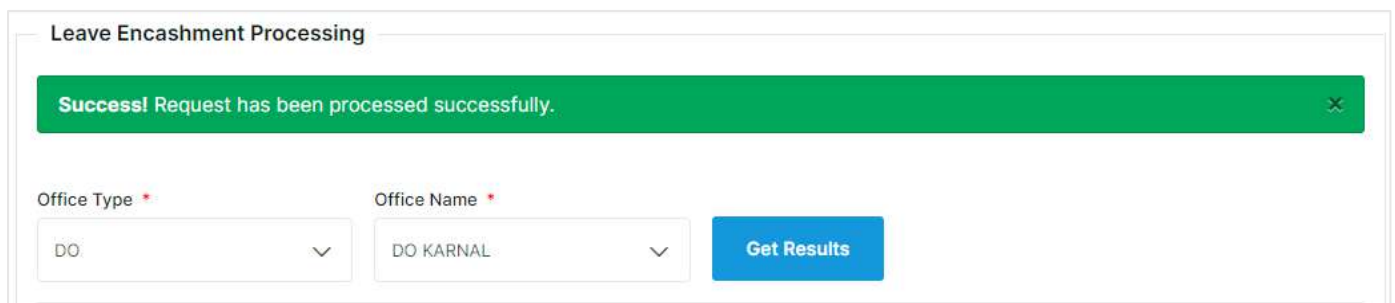 Leave Encashment Processing
Success! Request has been processed successfully. ×
Office Type * Office Name *
DO DO KARNAL Get Results